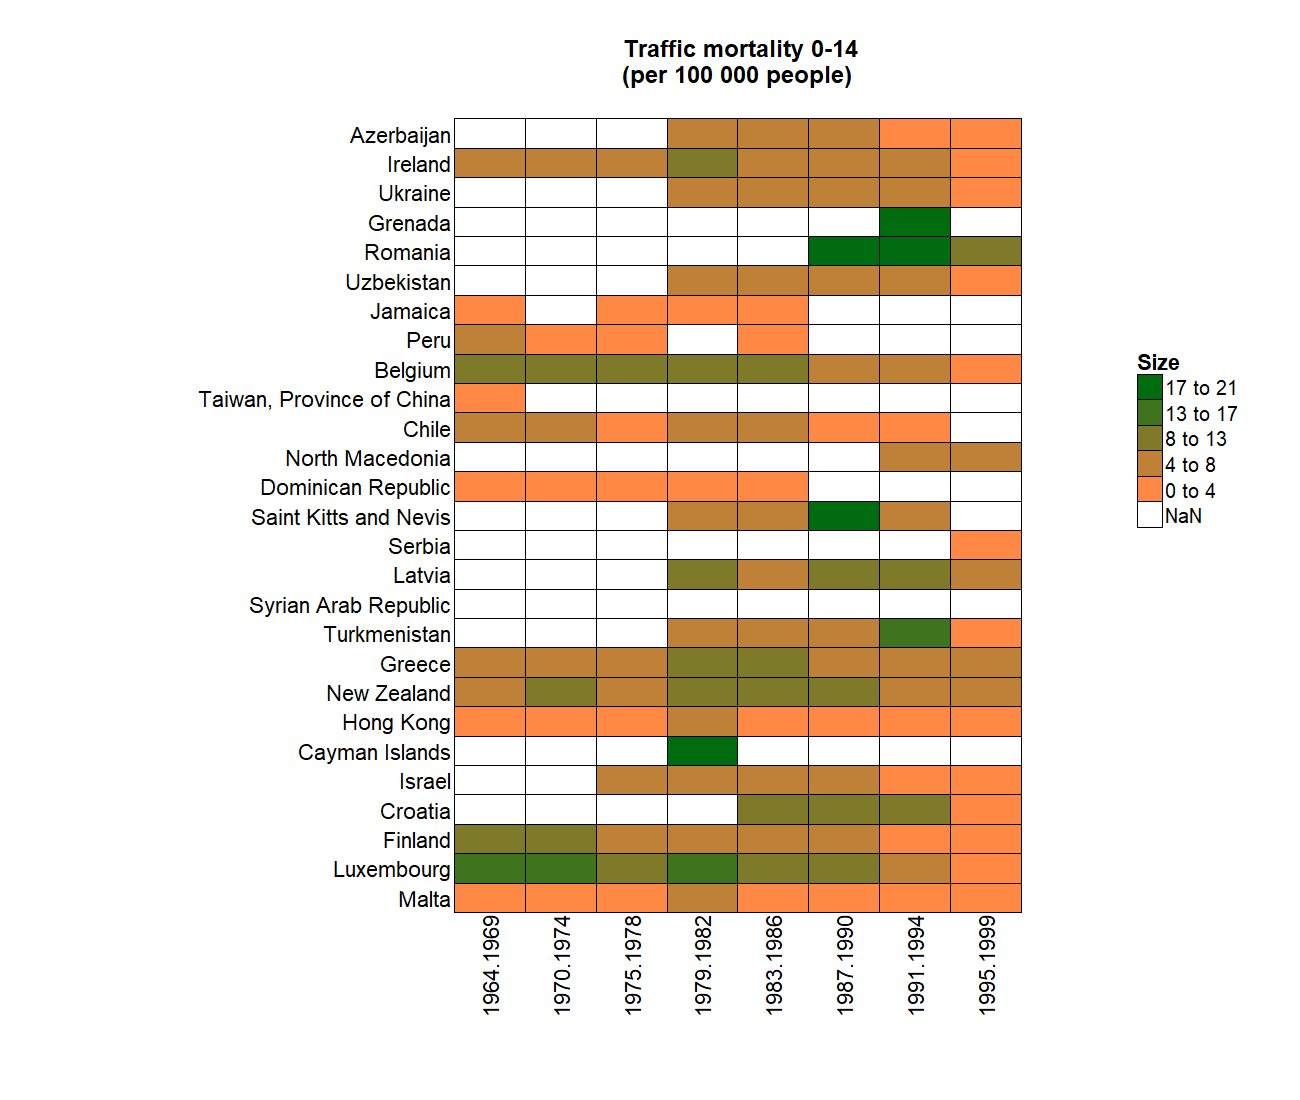 Traffic mortality 0-14
(per 100 000 people)
Azerbaijan
Ireland
Ukraine
Grenada
Romania
Uzbekistan
Jamaica
Peru
Belgium
Taiwan, Province of China
Chile
North Macedonia
Dominican Republic
Saint Kitts and Nevis
Serbia
Latvia
Syrian Arab Republic
Turkmenistan
Greece
New Zealand
Hong Kong
Cayman Islands
Israel
Croatia
Finland
Luxembourg
Malta
1964.1969
1970.1974
1975.1978
1979.1982
1983.1986
1987.1990
1991.1994
1995.1999
Size
17 to 21
13 to 17
8 to 13
4 to 8
0 to 4
NaN